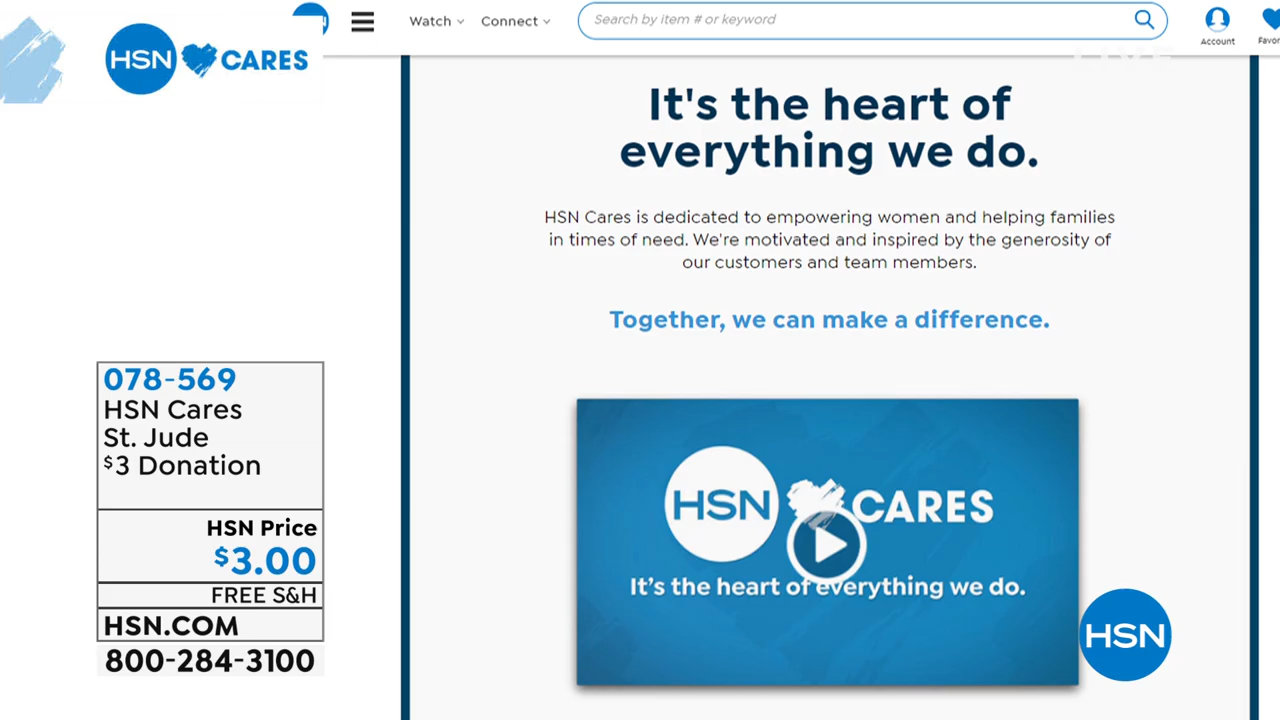 HSN CARES
Watch Connect Search by item # or keyword
Account Favor
It's the heart of
everything we do.
HSN Cares is dedicated to empowering women and helping families
in times of need. We're motivated and inspired by the generosity of
our customers and team members.
Together, we can make a difference.
078-569
HSN Cares
St. Jude
$3 Donation
HSN Price
$3.00
FREE S&H
HSN.COM
800-284-3100
HSN CARES
It's the heart of everything we do.
HSN